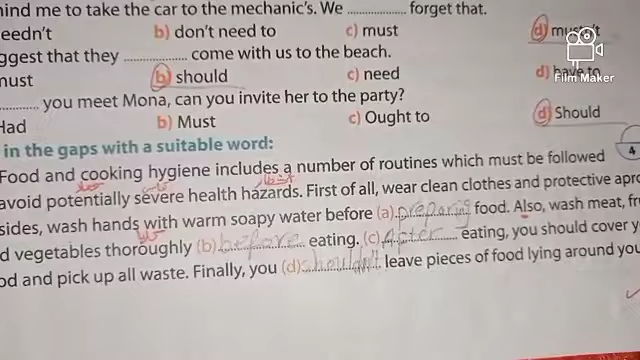 mind me to take the car to the mechanic's. We .................. forget that.
needn't b) don't need to c) must d) mustn't
ggest that they .................. come with us to the beach.
must b) should c) need d) have to
.......... you meet Mona, can you invite her to the party?
Had b) Must c) Ought to d) Should
in the gaps with a suitable word:
4
Food and cooking hygiene includes a number of routines which must be followed
avoid potentially severe health hazards. First of all, wear clean clothes and protective apro
sides, wash hands with warm soapy water before (a) preparing food. Also, wash meat, fr
d vegetables thoroughly (b) before eating. (c) After eating, you should cover y
od and pick up all waste. Finally, you (d) shouldn't leave pieces of food lying around you
Film Maker